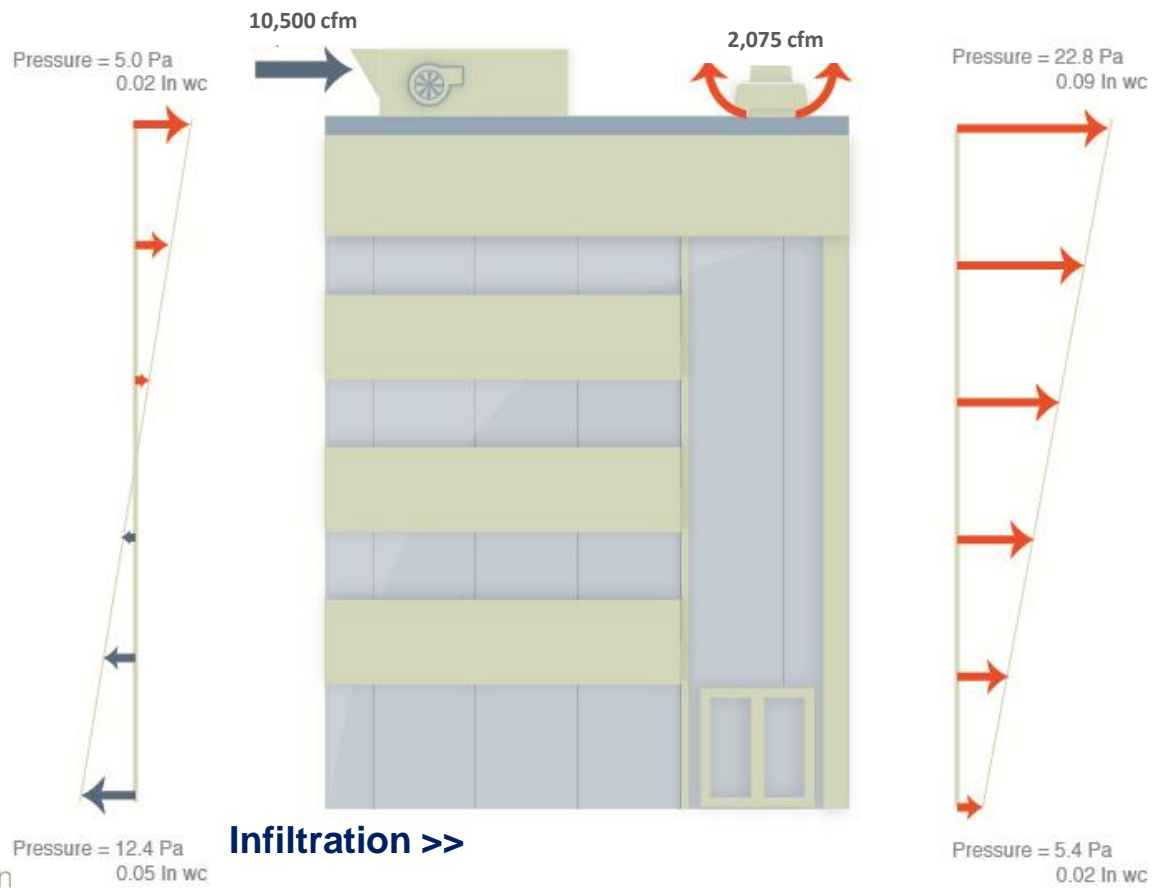 10,500 cfm
2,075 cfm
Pressure = 5.0 Pa
0.02 In wc
Pressure = 22.8 Pa
0.09 In wc
Infiltration >>
Pressure = 12.4 Pa
0.05 In wc
Pressure = 5.4 Pa
0.02 In wc